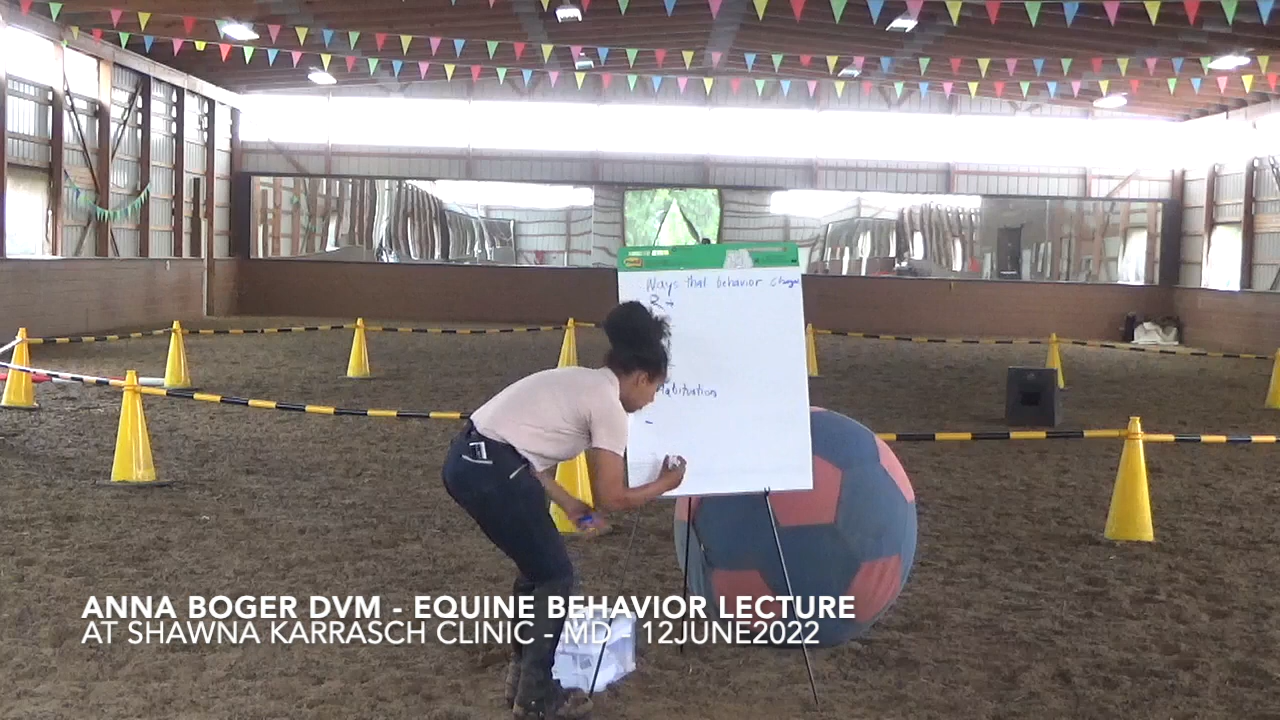 Ways that behavior changes
R+
Habituation
-
ANNA BOGER DVM - EQUINE BEHAVIOR LECTURE
AT SHAWNA KARRASCH CLINIC - MD - 12JUNE2022